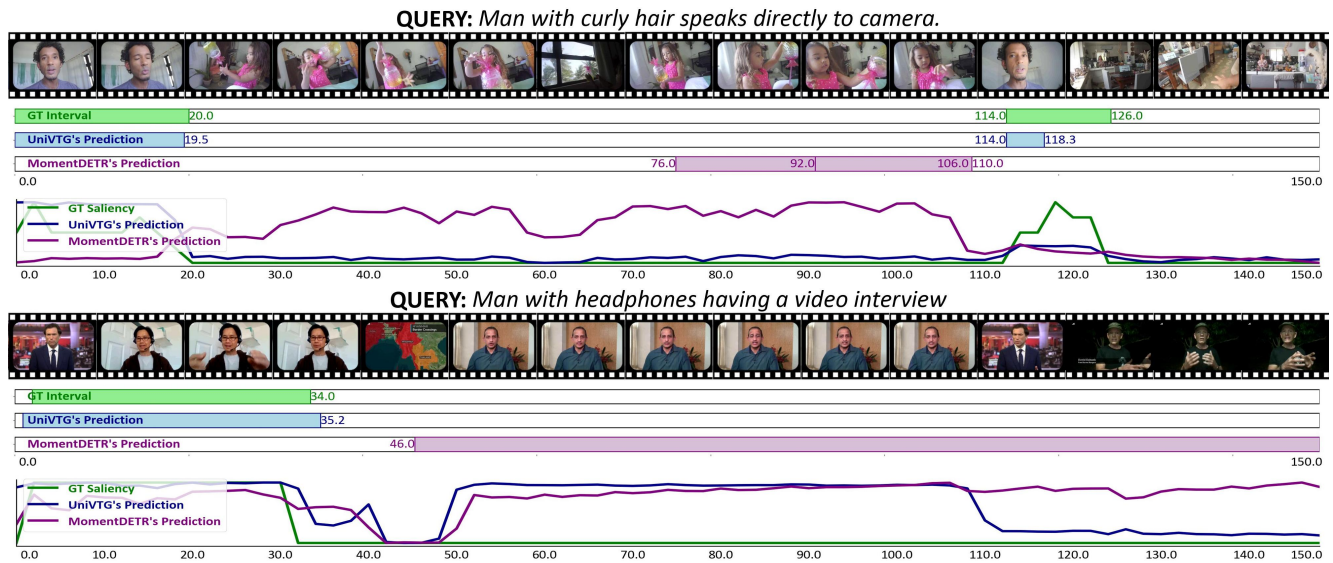 QUERY: Man with curly hair speaks directly to camera.
GT Interval 20.0 114.0 126.0
UniVTG's Prediction 19.5 114.0 118.3
MomentDETR's Prediction 76.0 92.0 106.0 110.0
0.0 150.0
GT Saliency
UniVTG's Prediction
MomentDETR's Prediction
0.0 10.0 20.0 30.0 40.0 50.0 60.0 70.0 80.0 90.0 100.0 110.0 120.0 130.0 140.0 150.0
QUERY: Man with headphones having a video interview
GT Interval 34.0
UniVTG's Prediction 35.2
MomentDETR's Prediction 46.0
0.0 150.0
GT Saliency
UniVTG's Prediction
MomentDETR's Prediction
0.0 10.0 20.0 30.0 40.0 50.0 60.0 70.0 80.0 90.0 100.0 110.0 120.0 130.0 140.0 150.0